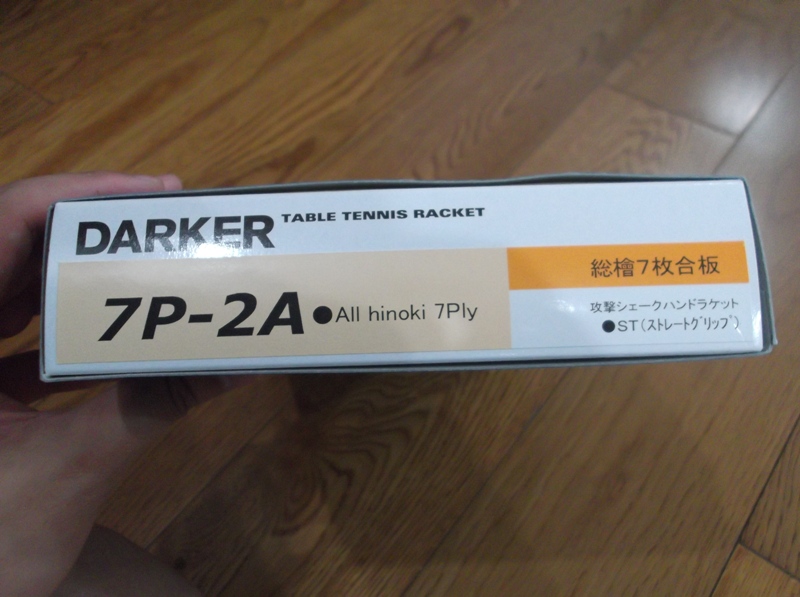 DARKER TABLE TENNIS RACKET
7P-2A ●All hinoki 7Ply
総檜7枚合板
攻撃シェークハンドラケット
●ST(ストレートグリップ)